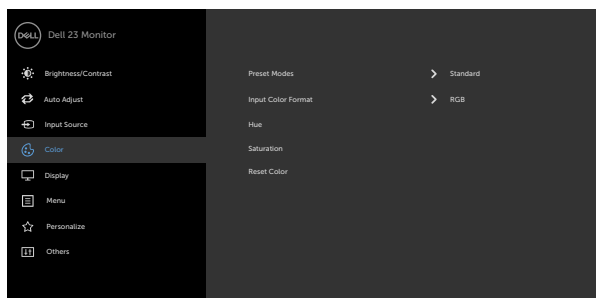 DELL Dell 23 Monitor
Brightness/Contrast
Auto Adjust
Input Source
Color
Display
Menu
Personalize
Others
Preset Modes Standard
Input Color Format RGB
Hue
Saturation
Reset Color